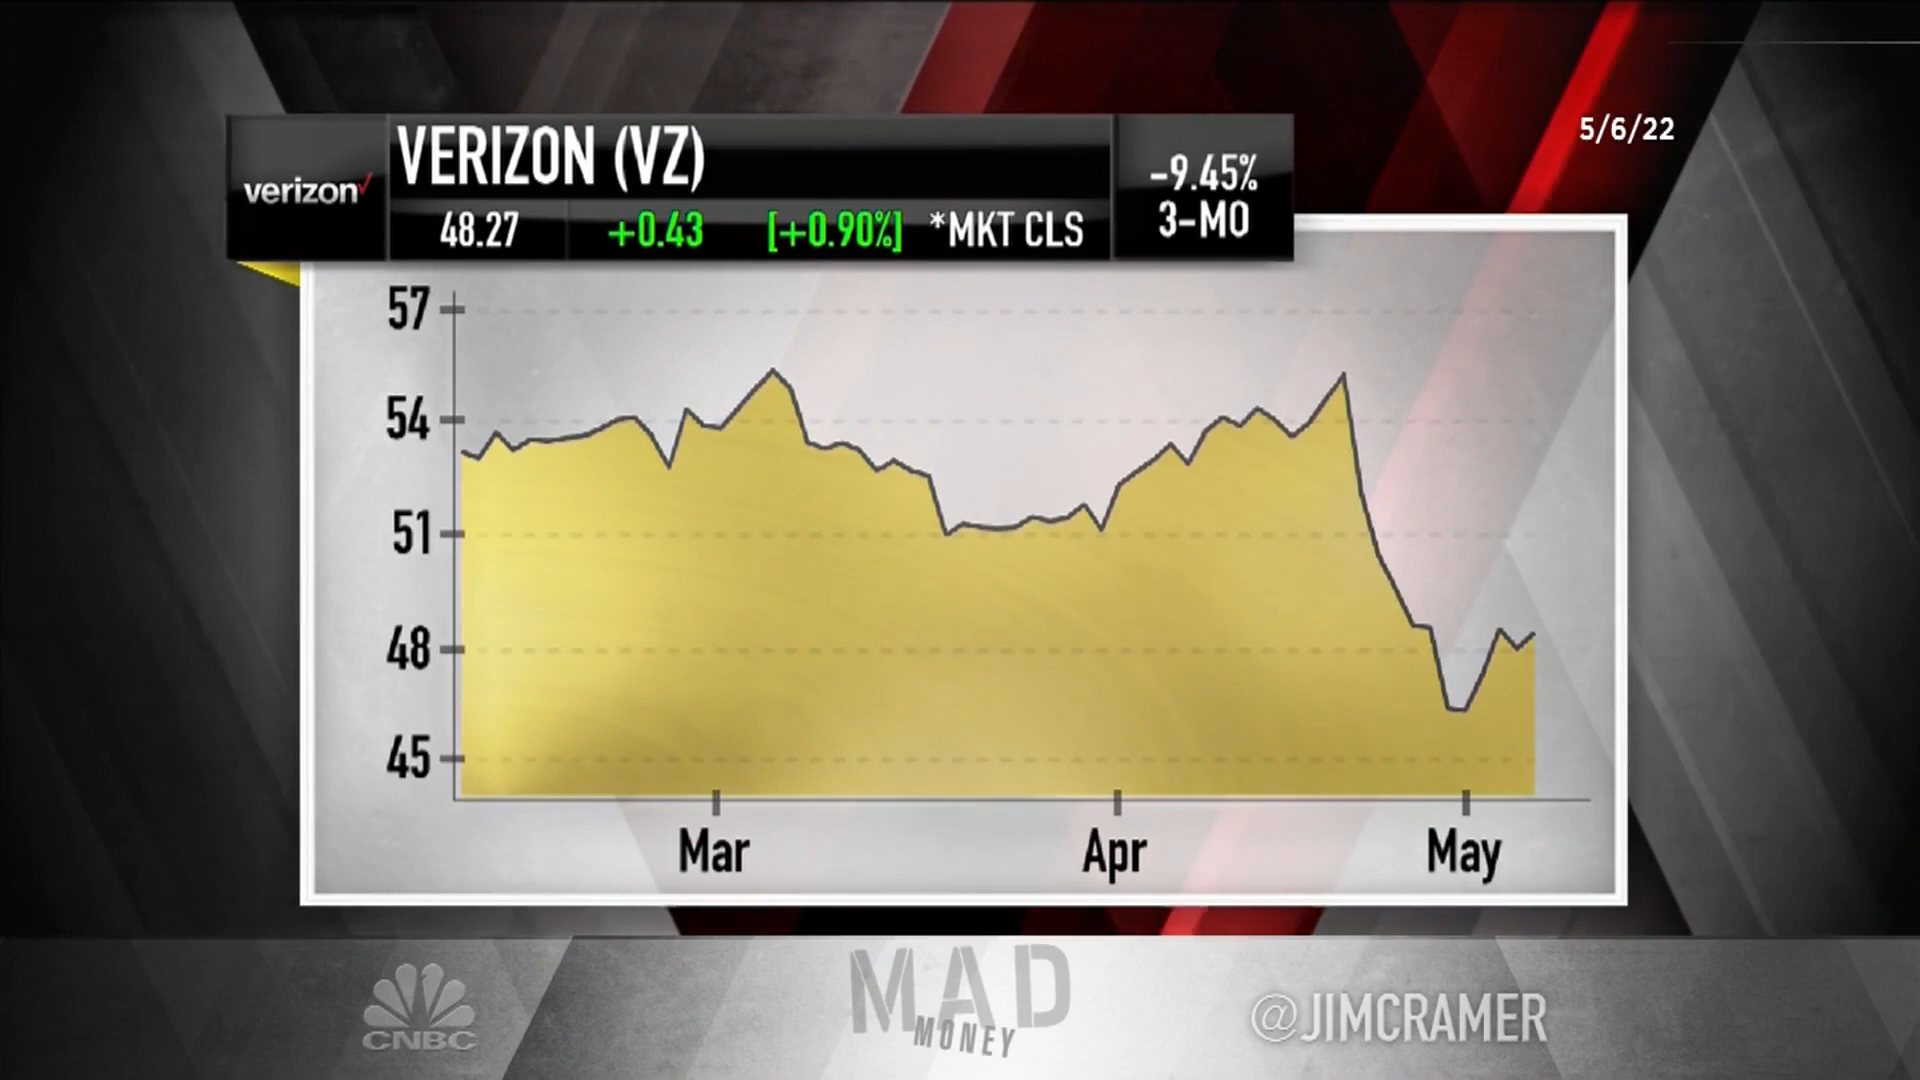 5/6/22
verizon
VERIZON (VZ)
48.27 +0.43 [+0.90%] *MKT CLS
-9.45%
3-MO
57
54
51
48
45
Mar Apr May
CNBC
MAD
MONEY
@JIMCRAMER